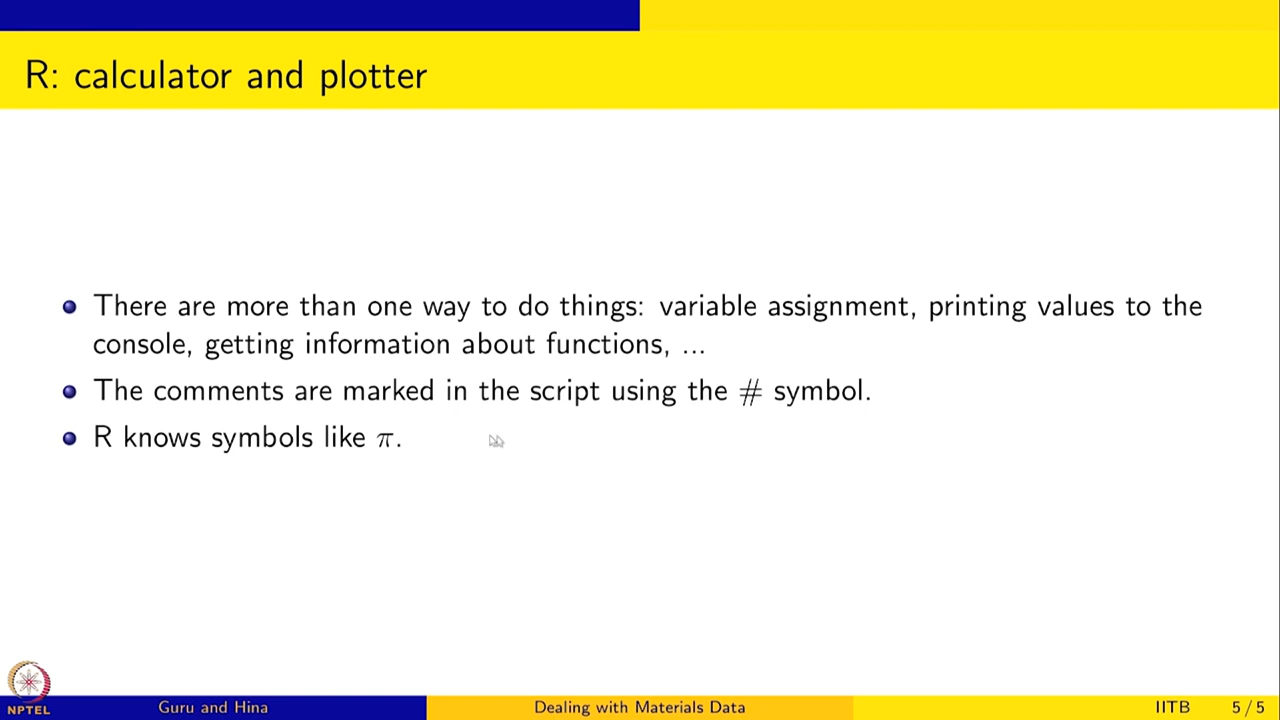 R: calculator and plotter
There are more than one way to do things: variable assignment, printing values to the
console, getting information about functions, ...
The comments are marked in the script using the # symbol.
R knows symbols like π.
NPTEL
Guru and Hina
Dealing with Materials Data
IITB
5 / 5